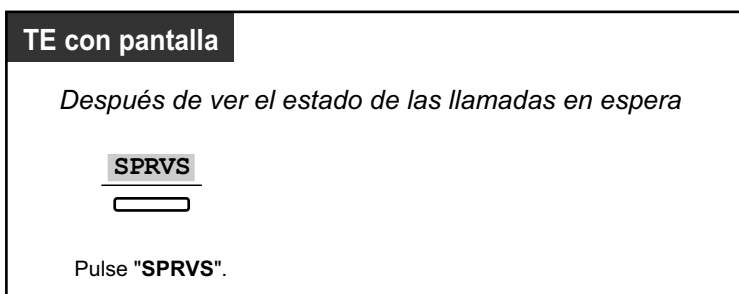 TE con pantalla
Después de ver el estado de las llamadas en espera
SPRVS
Pulse "SPRVS".